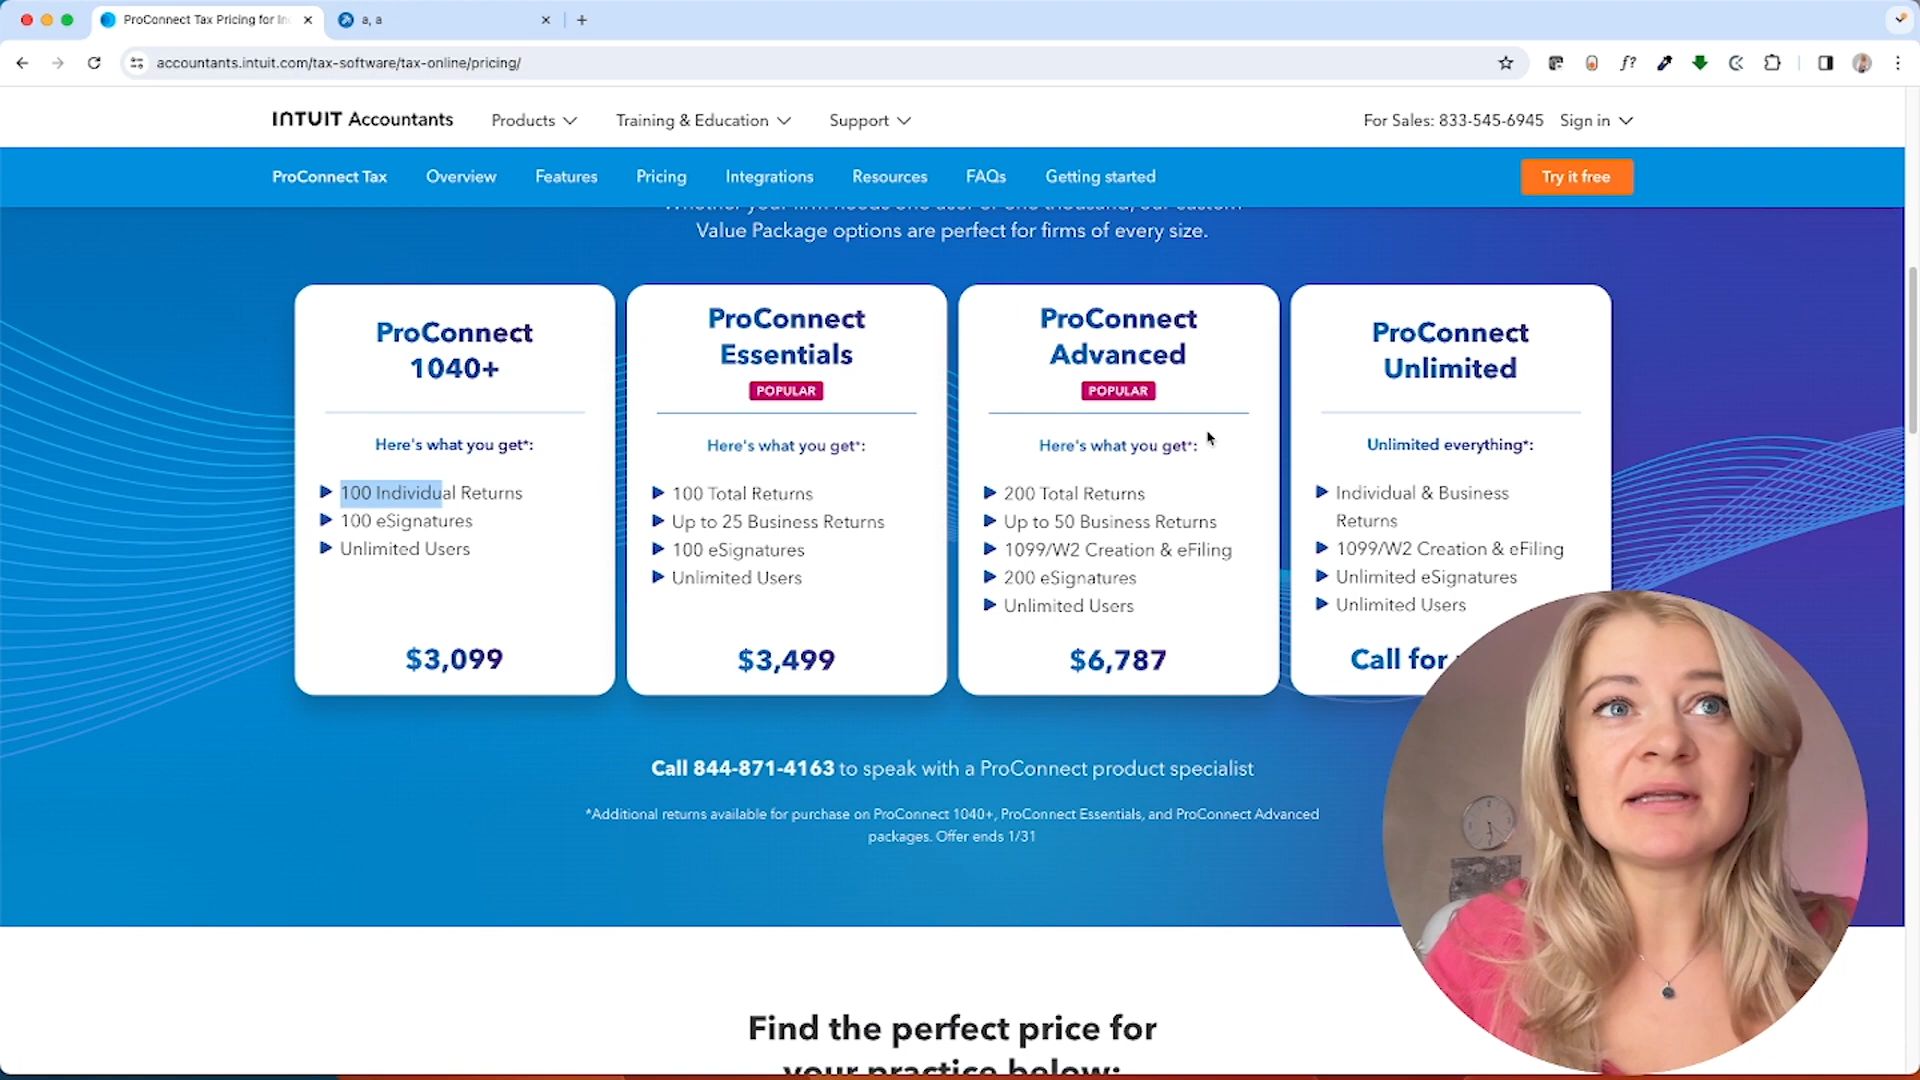 ProConnect Tax Pricing for In
a, a
accountants.intuit.com/tax-software/tax-online/pricing/
INTUIT Accountants
Products
Training & Education
Support
For Sales: 833-545-6945
Sign in
ProConnect Tax
Overview
Features
Pricing
Integrations
Resources
FAQs
Getting started
Try it free
Whether your firm needs one user or one thousand, our custom
Value Package options are perfect for firms of every size.
ProConnect
1040+
Here's what you get*:
100 Individual Returns
100 eSignatures
Unlimited Users
$3,099
ProConnect
Essentials
POPULAR
Here's what you get*:
100 Total Returns
Up to 25 Business Returns
100 eSignatures
Unlimited Users
$3,499
ProConnect
Advanced
POPULAR
Here's what you get*:
200 Total Returns
Up to 50 Business Returns
1099/W2 Creation & eFiling
200 eSignatures
Unlimited Users
$6,787
ProConnect
Unlimited
Unlimited everything*:
Individual & Business
Returns
1099/W2 Creation & eFiling
Unlimited eSignatures
Unlimited Users
Call for
Call 844-871-4163 to speak with a ProConnect product specialist
*Additional returns available for purchase on ProConnect 1040+, ProConnect Essentials, and ProConnect Advanced
packages. Offer ends 1/31
Find the perfect price for
your practice below: